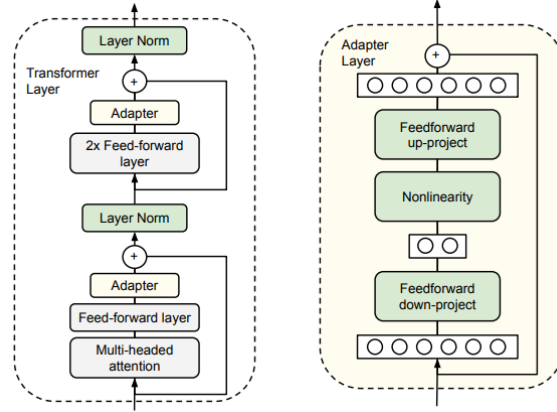 Layer Norm
Transformer
Layer
+
Adapter
2x Feed-forward
layer
Layer Norm
+
Adapter
Feed-forward layer
Multi-headed
attention
Adapter
Layer
+
Feedforward
up-project
Nonlinearity
Feedforward
down-project